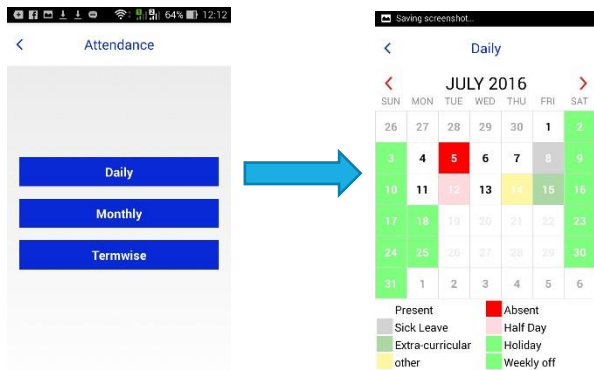 64% 12:12
Attendance
Daily
Monthly
Termwise
Saving screenshot...
Daily
JULY 2016
SUN MON TUE WED THU FRI SAT
26 27 28 29 30 1 2
3 4 5 6 7 8 9
10 11 12 13 14 15 16
17 18 19 20 21 22 23
24 25 26 27 28 29 30
31 1 2 3 4 5 6
Present Absent
Sick Leave Half Day
Extra-curricular Holiday
other Weekly off